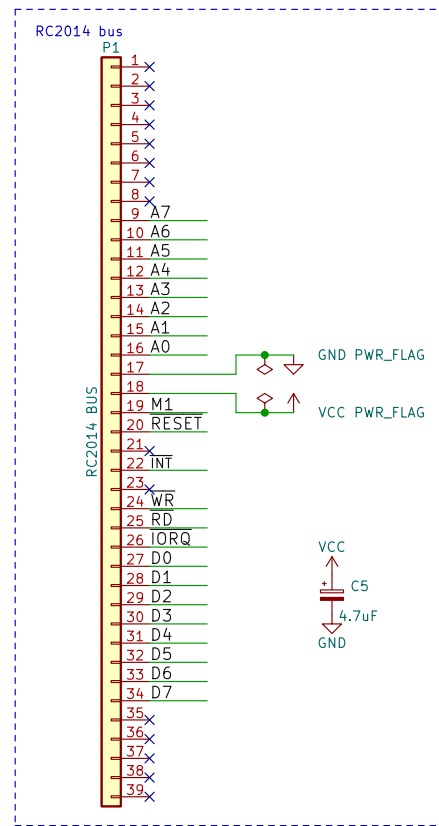 RC2014 bus
P1
1
2
3
4
5
6
7
8
9 A7
10 A6
11 A5
12 A4
13 A3
14 A2
15 A1
16 A0
17
GND PWR_FLAG
18
19 M1
VCC PWR_FLAG
20 RESET
21
22 INT
23
24 WR
25 RD
26 IORQ
27 D0
28 D1
29 D2
30 D3
31 D4
32 D5
33 D6
34 D7
35
36
37
38
39
RC2014 BUS
VCC
+
C5
4.7uF
GND